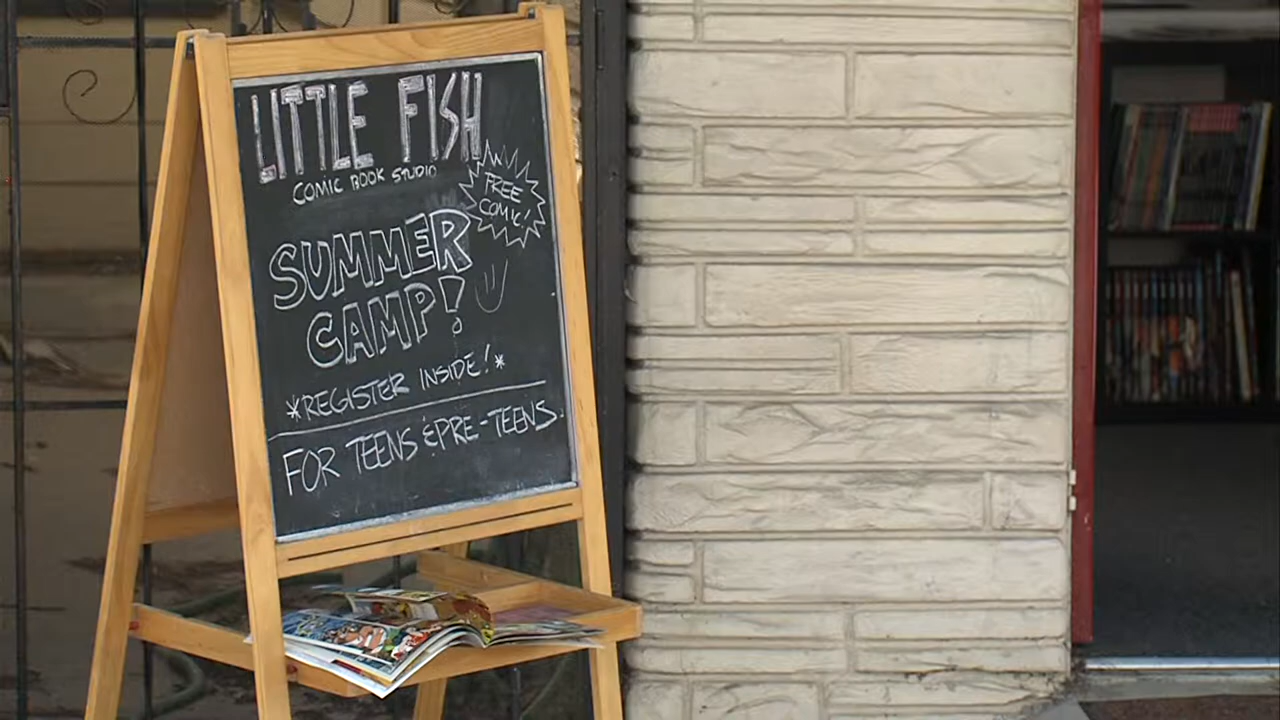 LITTLE FISH
COMIC BOOK STUDIO
FREE
COMIC!
SUMMER
CAMP!
*REGISTER INSIDE!*
FOR TEENS & PRE-TEENS